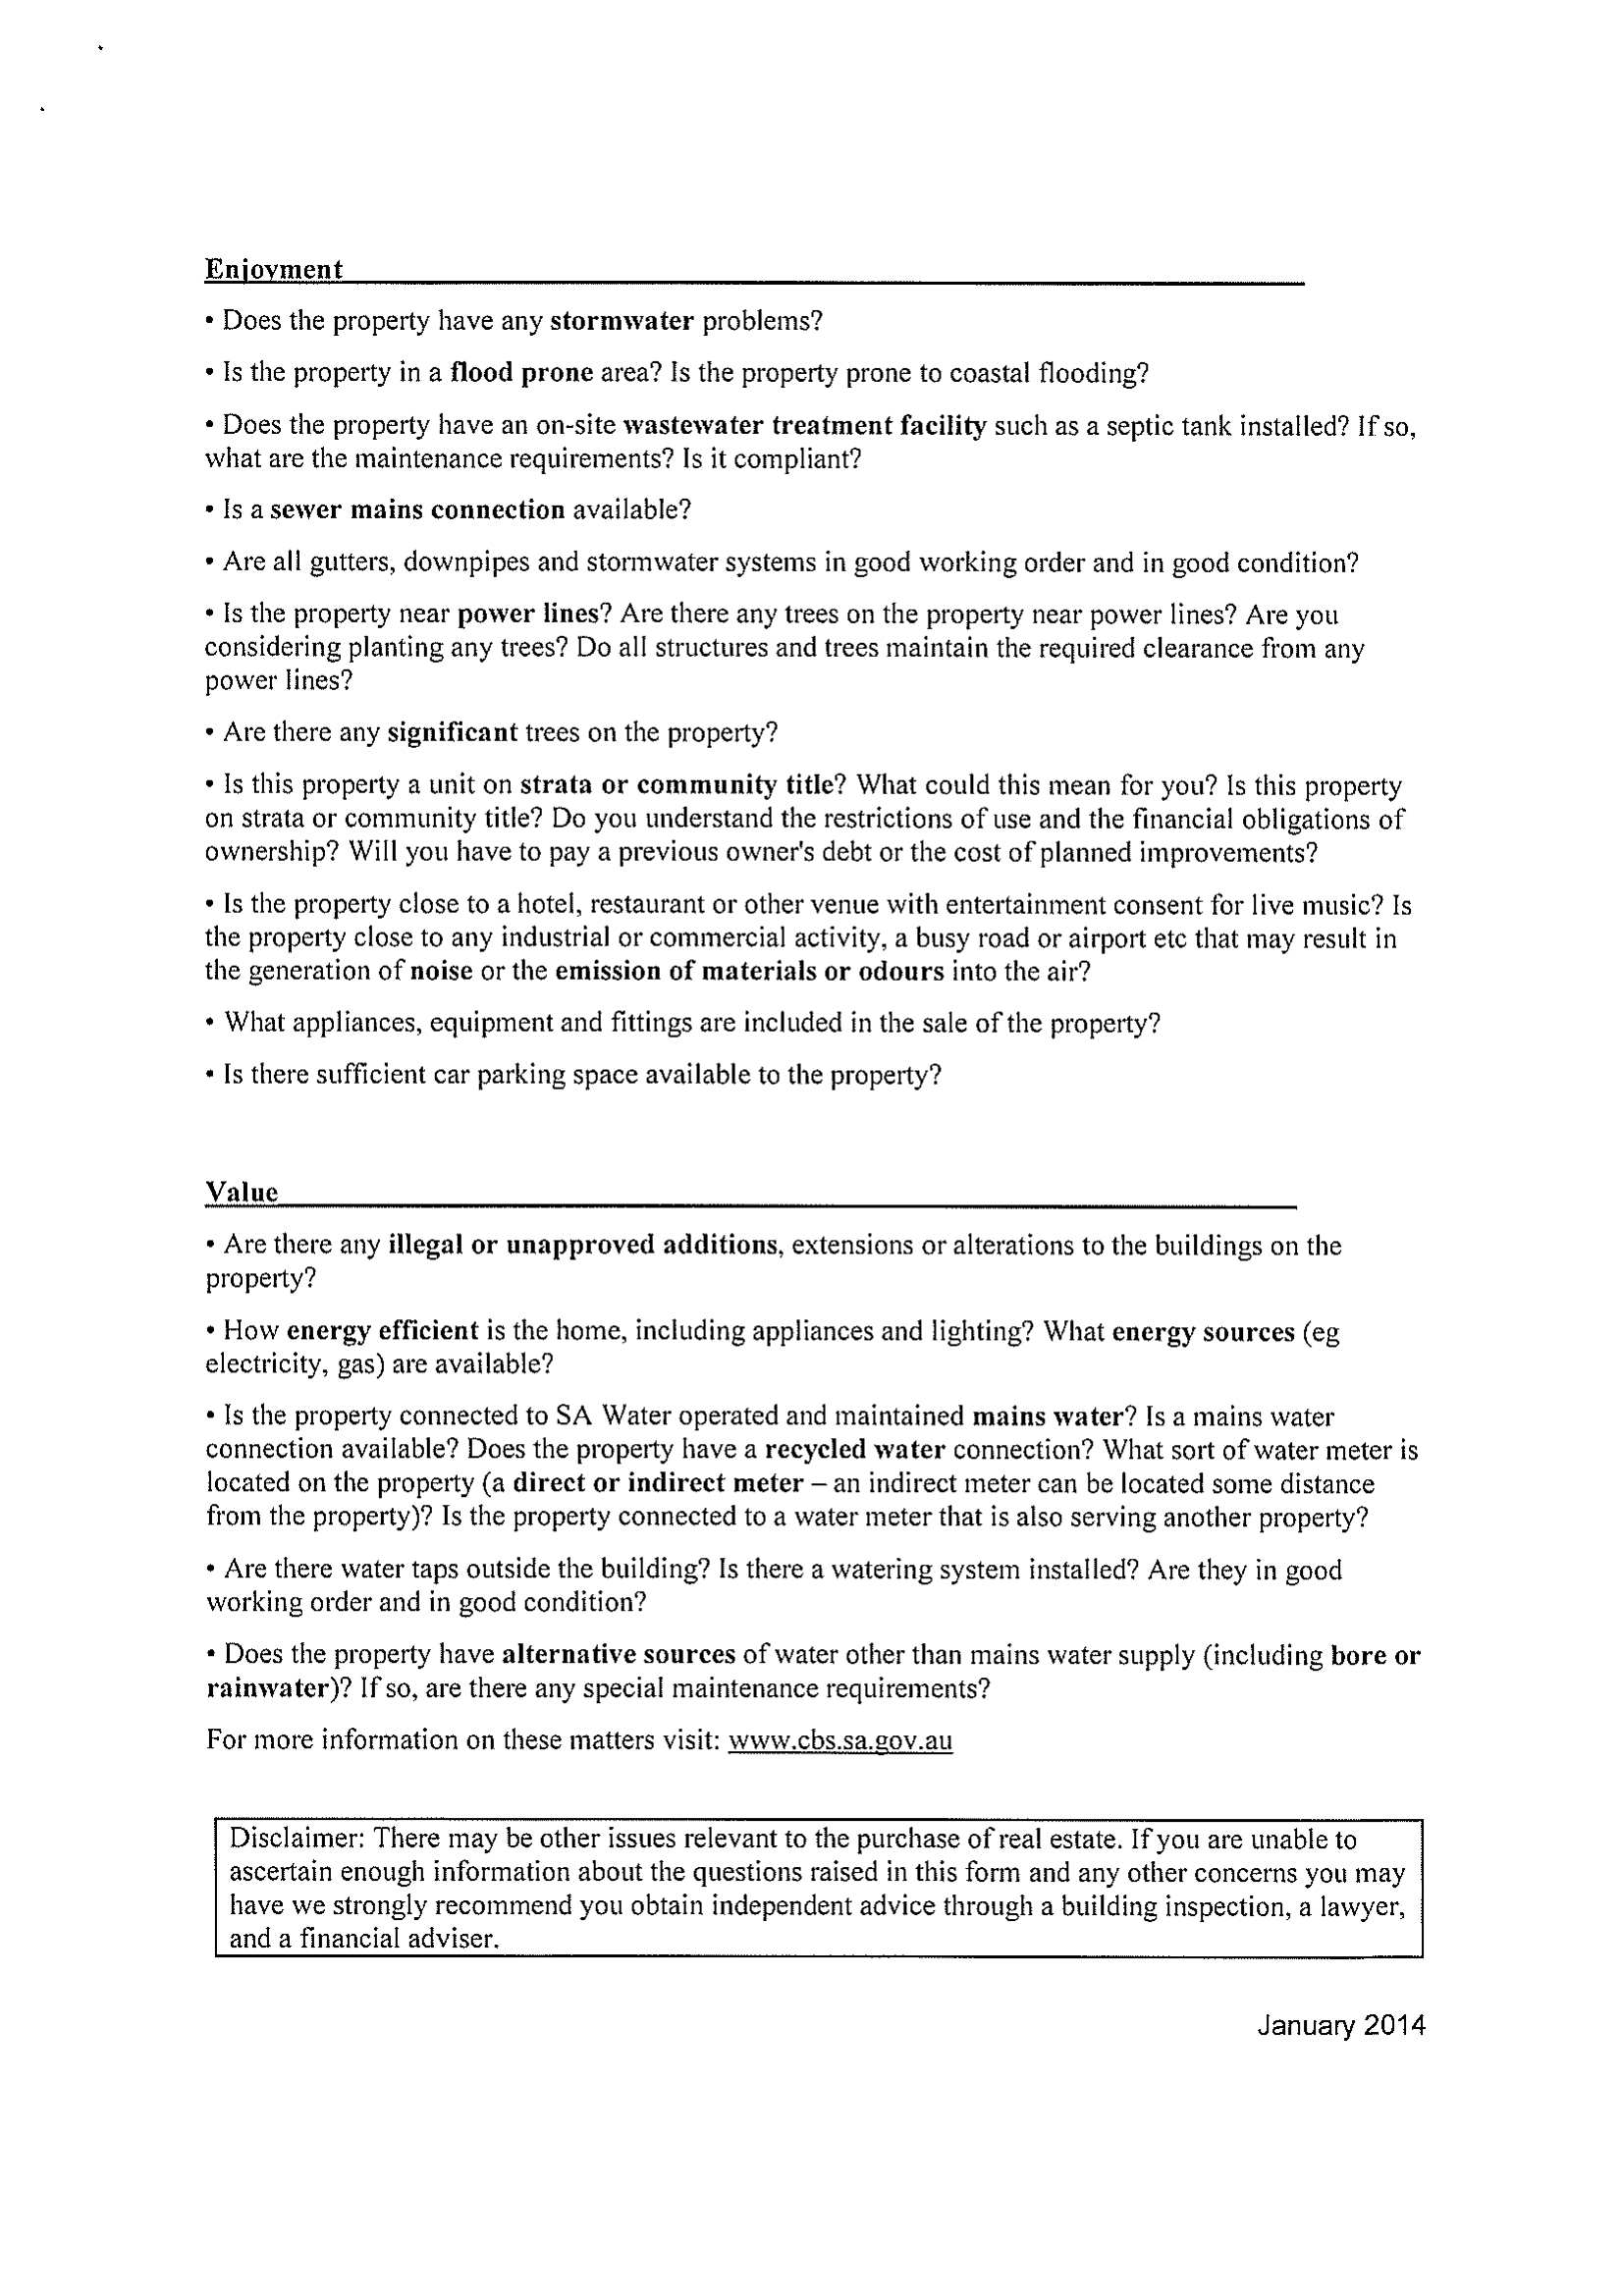 Enjoyment
• Does the property have any stormwater problems?
• Is the property in a flood prone area? Is the property prone to coastal flooding?
• Does the property have an on-site wastewater treatment facility such as a septic tank installed? If so,
what are the maintenance requirements? Is it compliant?
• Is a sewer mains connection available?
• Are all gutters, downpipes and stormwater systems in good working order and in good condition?
• Is the property near power lines? Are there any trees on the property near power lines? Are you
considering planting any trees? Do all structures and trees maintain the required clearance from any
power lines?
• Are there any significant trees on the property?
• Is this property a unit on strata or community title? What could this mean for you? Is this property
on strata or community title? Do you understand the restrictions of use and the financial obligations of
ownership? Will you have to pay a previous owner's debt or the cost of planned improvements?
• Is the property close to a hotel, restaurant or other venue with entertainment consent for live music? Is
the property close to any industrial or commercial activity, a busy road or airport etc that may result in
the generation of noise or the emission of materials or odours into the air?
• What appliances, equipment and fittings are included in the sale of the property?
• Is there sufficient car parking space available to the property?
Value
• Are there any illegal or unapproved additions, extensions or alterations to the buildings on the
property?
• How energy efficient is the home, including appliances and lighting? What energy sources (eg
electricity, gas) are available?
• Is the property connected to SA Water operated and maintained mains water? Is a mains water
connection available? Does the property have a recycled water connection? What sort of water meter is
located on the property (a direct or indirect meter – an indirect meter can be located some distance
from the property)? Is the property connected to a water meter that is also serving another property?
• Are there water taps outside the building? Is there a watering system installed? Are they in good
working order and in good condition?
• Does the property have alternative sources of water other than mains water supply (including bore or
rainwater)? If so, are there any special maintenance requirements?
For more information on these matters visit: www.cbs.sa.gov.au
Disclaimer: There may be other issues relevant to the purchase of real estate. If you are unable to
ascertain enough information about the questions raised in this form and any other concerns you may
have we strongly recommend you obtain independent advice through a building inspection, a lawyer,
and a financial adviser.
January 2014